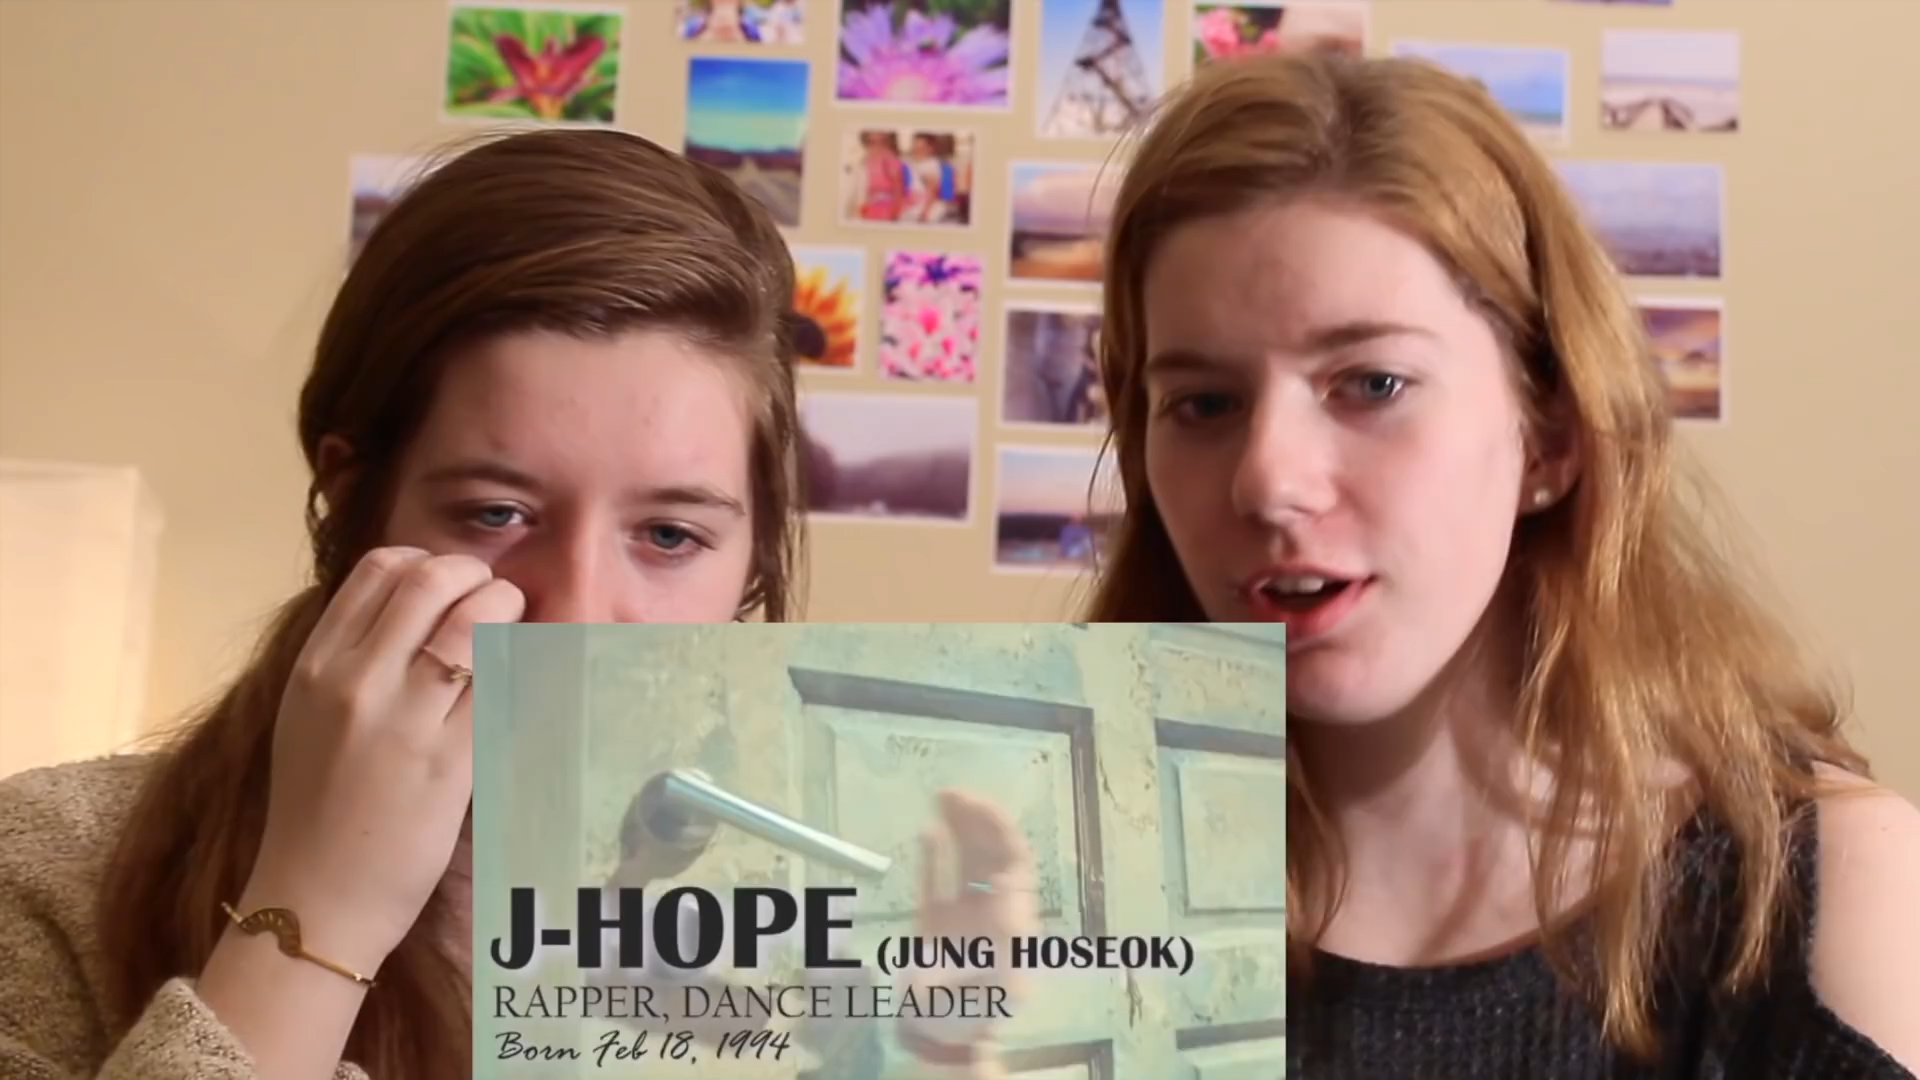 J-HOPE (JUNG HOSEOK)
RAPPER, DANCE LEADER
Born Feb 18, 1994